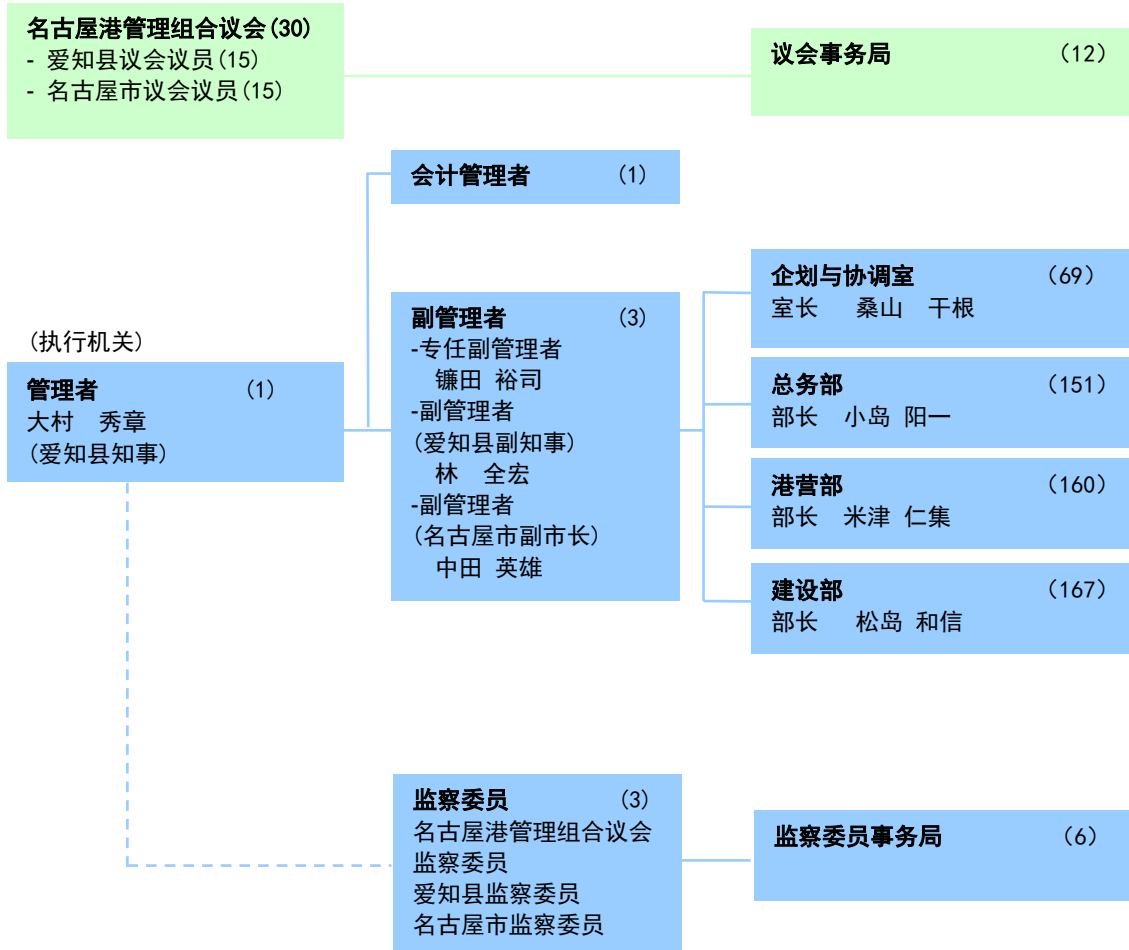 名古屋港管理组合议会(30)
- 爱知县议会议员(15)
- 名古屋市议会议员(15)
议会事务局 (12)
会计管理者 (1)
(执行机关)
管理者 (1)
大村 秀章
(爱知县知事)
副管理者 (3)
-专任副管理者
镰田 裕司
-副管理者
(爱知县副知事)
林 全宏
-副管理者
(名古屋市副市长)
中田 英雄
企划与协调室 (69)
室长 桑山 干根
总务部 (151)
部长 小岛 阳一
港营部 (160)
部长 米津 仁集
建设部 (167)
部长 松岛 和信
监察委员 (3)
名古屋港管理组合议会
监察委员
爱知县监察委员
名古屋市监察委员
监察委员事务局 (6)